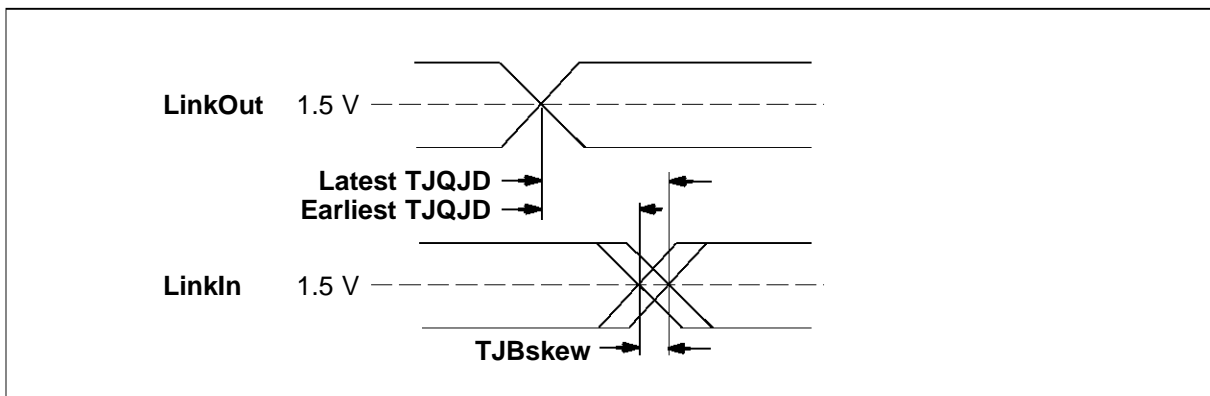 LinkOut 1.5 V
Latest TJQJD
Earliest TJQJD
LinkIn 1.5 V
TJBskew